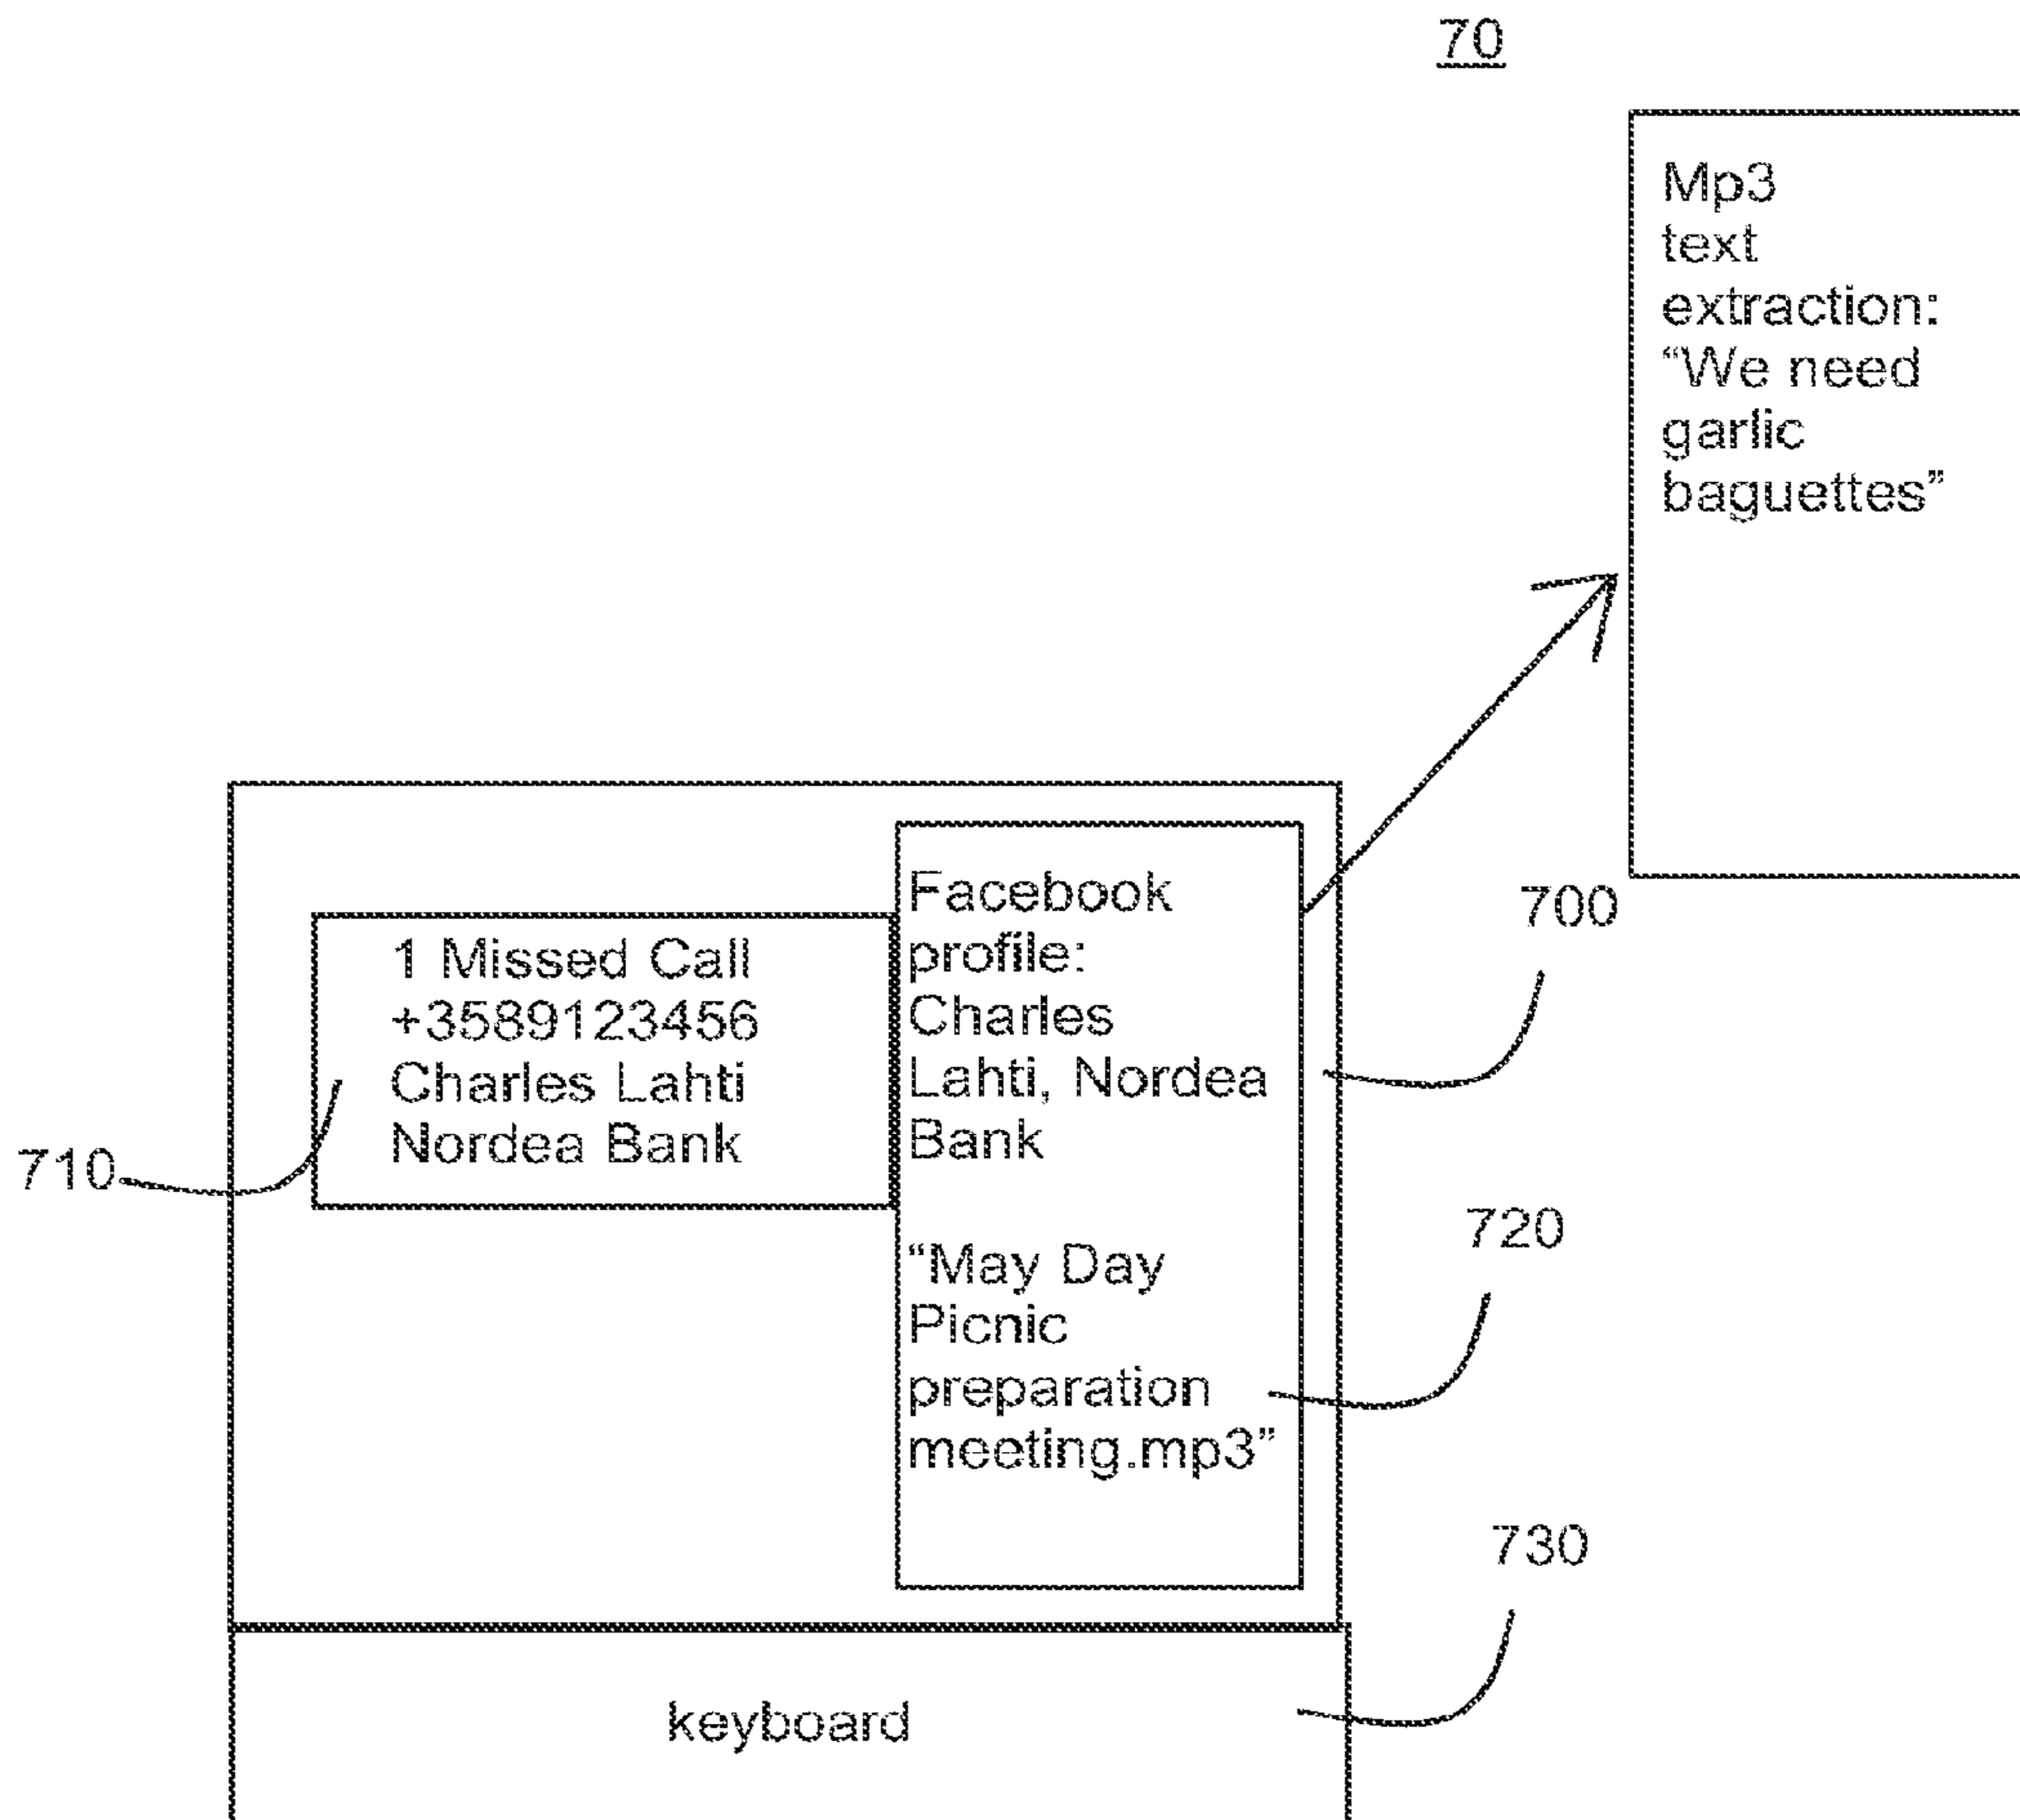 70
Mp3
text
extraction:
“We need
garlic
baguettes”
700
1 Missed Call
+3589123456
Charles Lahti
Nordea Bank
710
Facebook
profile:
Charles
Lahti, Nordea
Bank
“May Day
Picnic
preparation
meeting.mp3”
720
730
keyboard